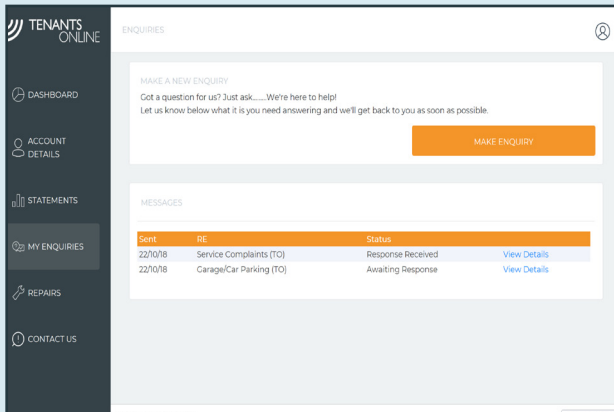 TENANTS
ONLINE
ENQUIRIES
DASHBOARD
ACCOUNT
DETAILS
STATEMENTS
MY ENQUIRIES
REPAIRS
CONTACT US
MAKE A NEW ENQUIRY
Got a question for us? Just ask........We're here to help!
Let us know below what it is you need answering and we'll get back to you as soon as possible.
MAKE ENQUIRY
MESSAGES
Sent RE Status
22/10/18 Service Complaints (TO) Response Received View Details
22/10/18 Garage/Car Parking (TO) Awaiting Response View Details